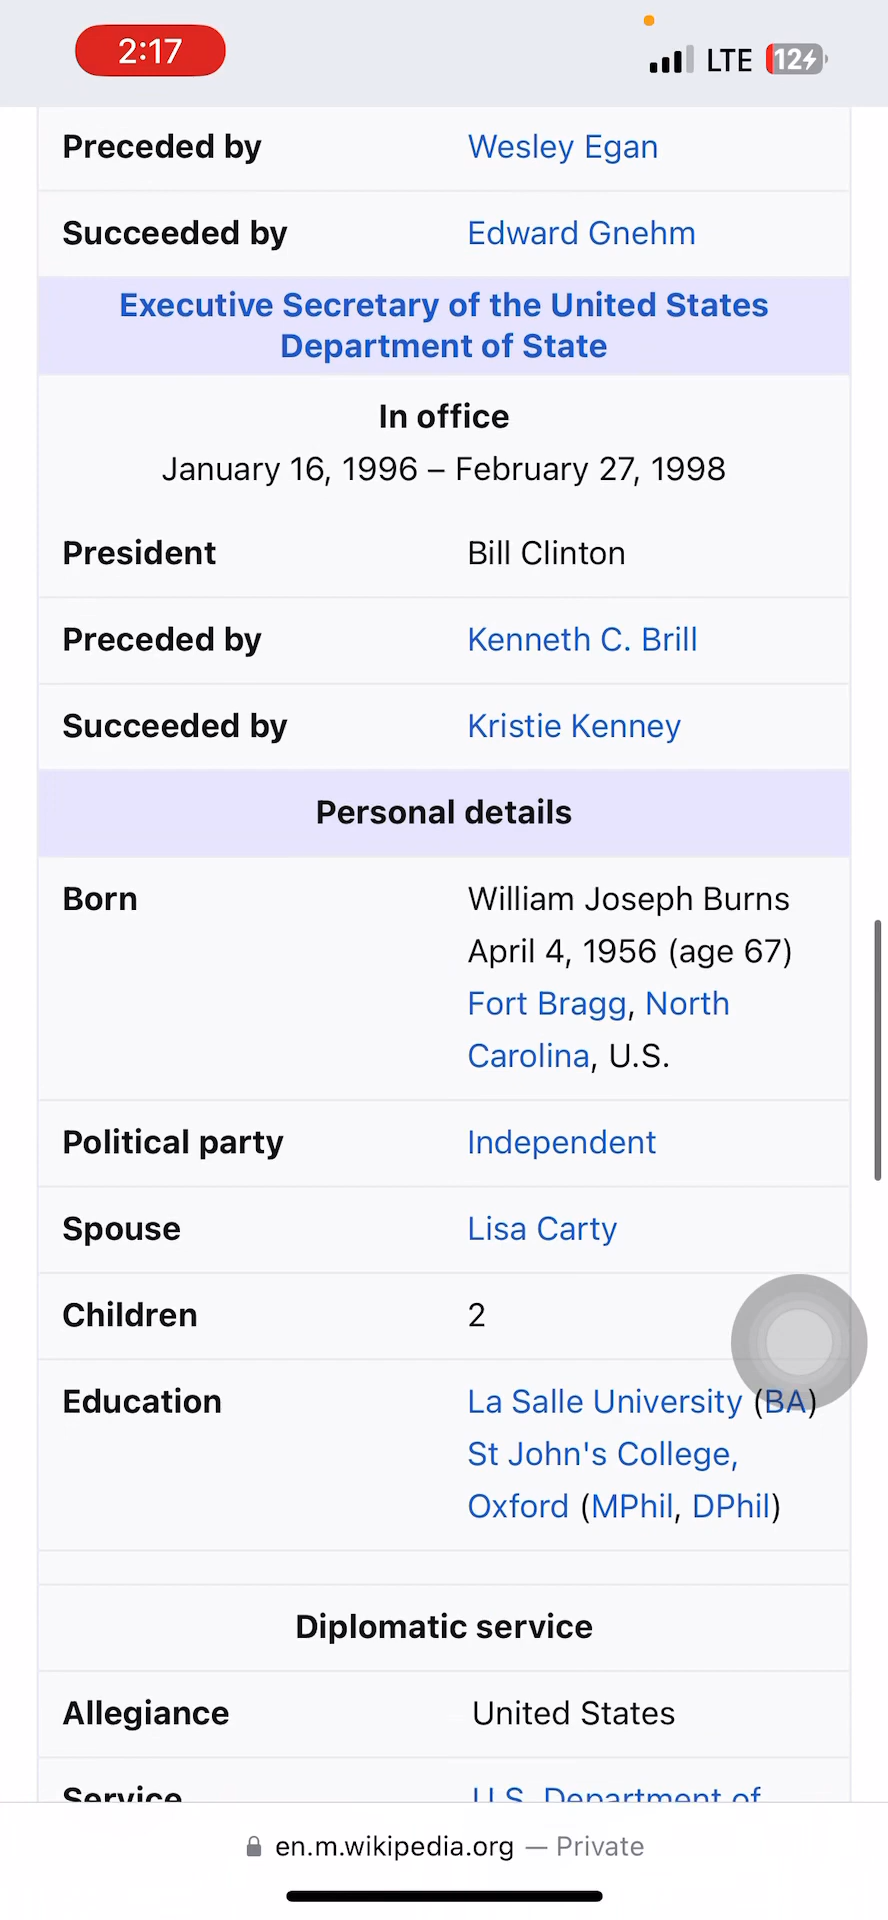 2:17
LTE
12
Preceded by Wesley Egan
Succeeded by Edward Gnehm
Executive Secretary of the United States
Department of State
In office
January 16, 1996 – February 27, 1998
President Bill Clinton
Preceded by Kenneth C. Brill
Succeeded by Kristie Kenney
Personal details
Born William Joseph Burns
April 4, 1956 (age 67)
Fort Bragg, North
Carolina, U.S.
Political party Independent
Spouse Lisa Carty
Children 2
Education La Salle University (BA)
St John's College,
Oxford (MPhil, DPhil)
Diplomatic service
Allegiance United States
Service U.S. Department of
en.m.wikipedia.org — Private